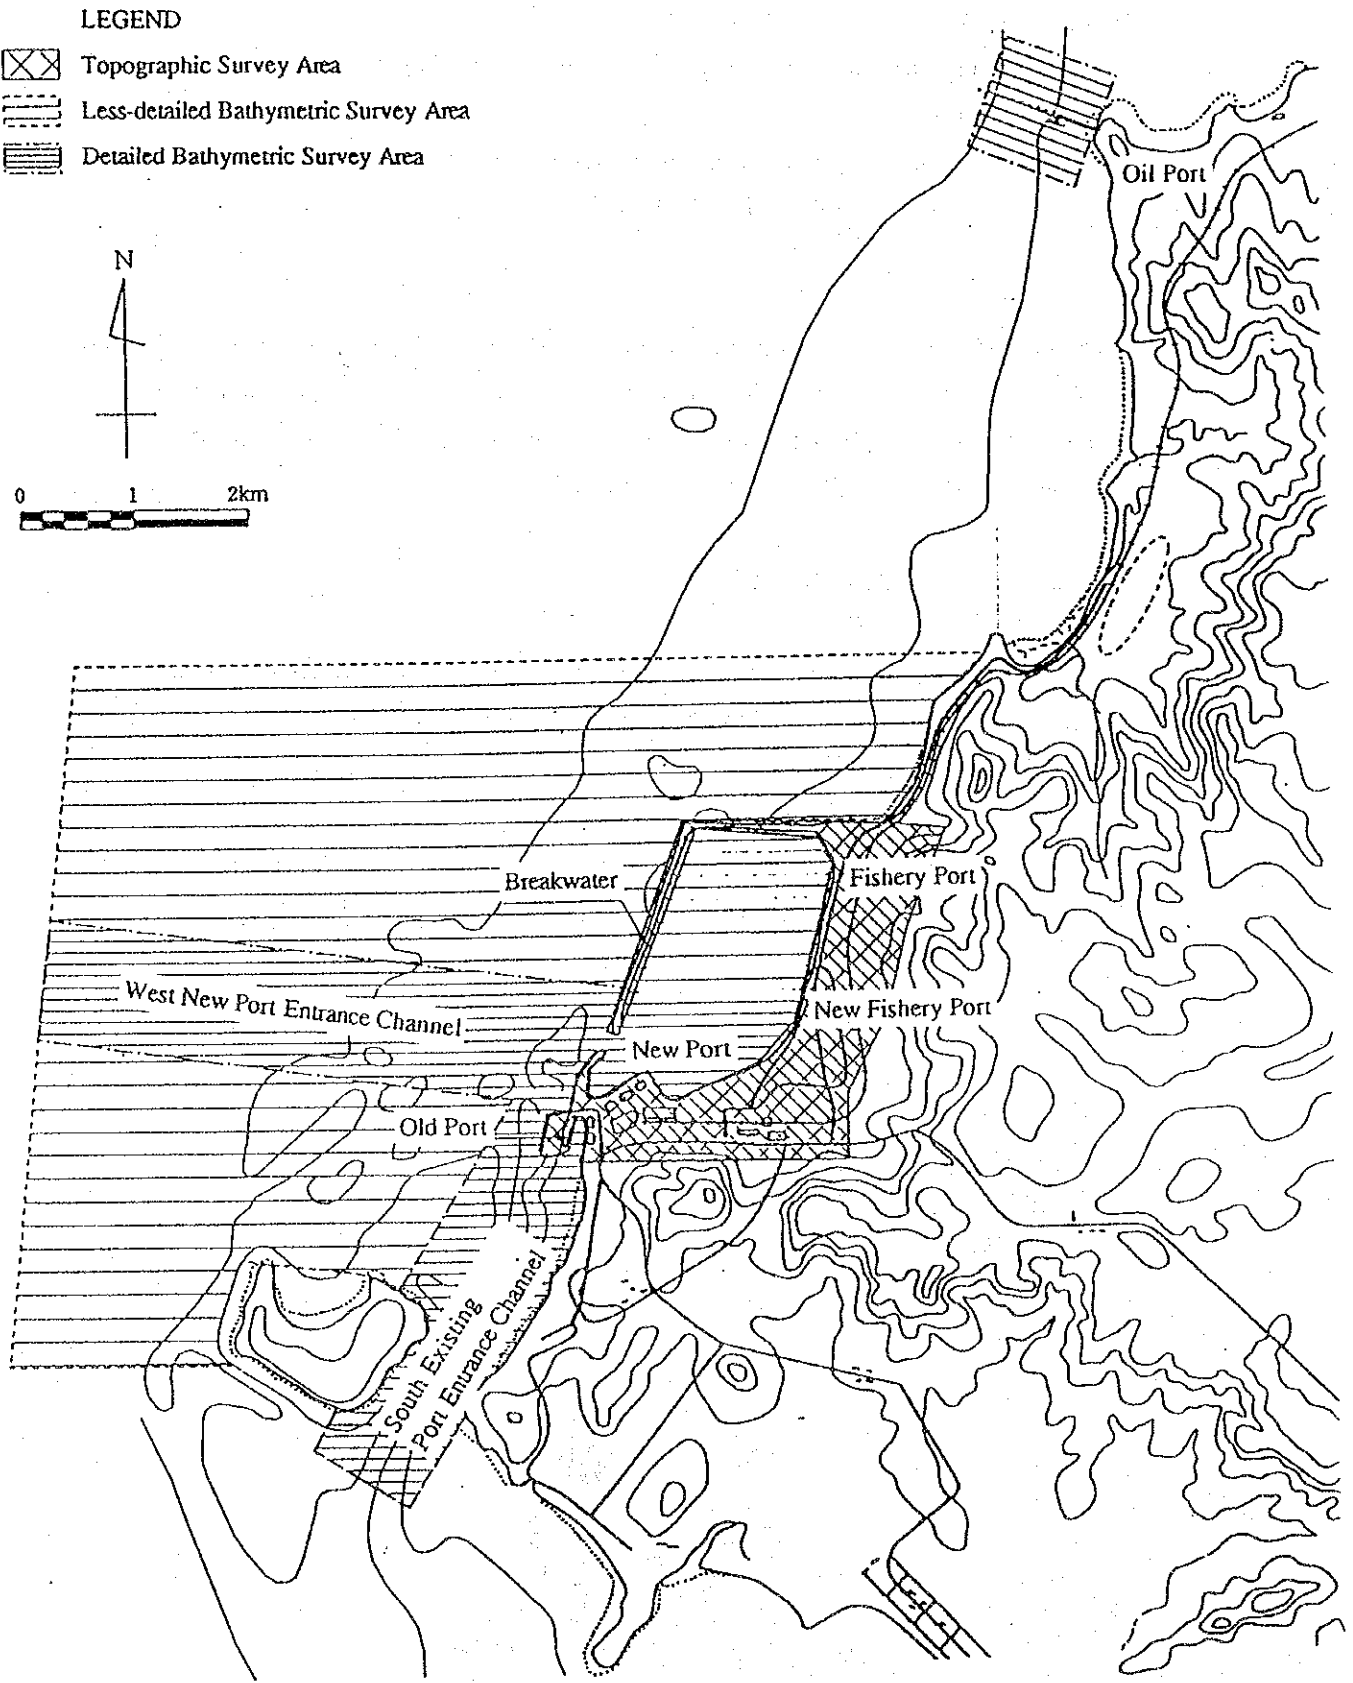 LEGEND
Topographic Survey Area
Less-detailed Bathymetric Survey Area
Detailed Bathymetric Survey Area
Oil Port
N
0 1 2km
Breakwater
Fishery Port
West New Port Entrance Channel
New Fishery Port
New Port
Old Port
South Existing
Port Entrance Channel